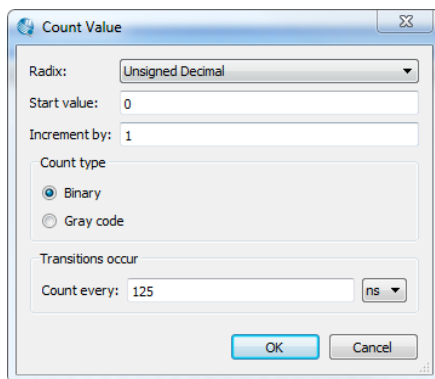 Count Value
Radix: Unsigned Decimal
Start value: 0
Increment by: 1
Count type
Binary
Gray code
Transitions occur
Count every: 125 ns
OK Cancel